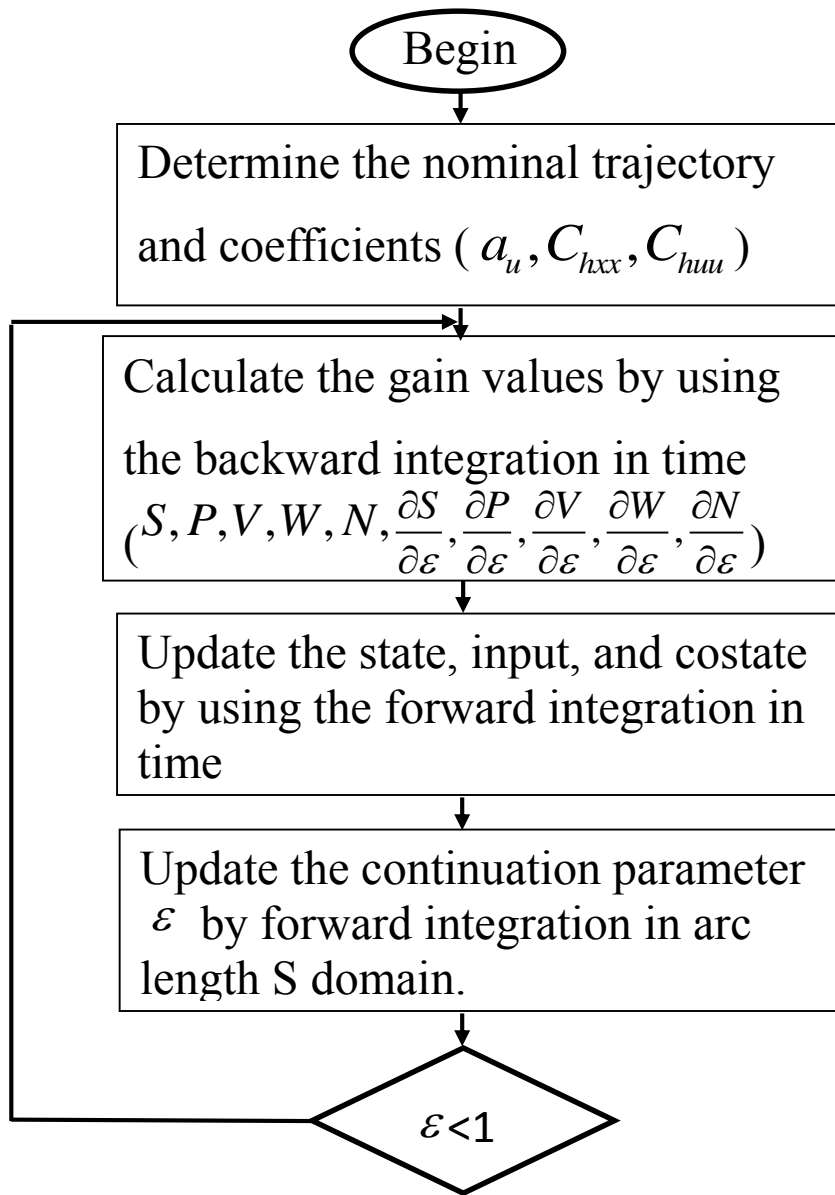 Begin
Determine the nominal trajectory
and coefficients ( a_u, C_hxx, C_huu )
Calculate the gain values by using
the backward integration in time
(S, P, V, W, N, ∂S/∂ε, ∂P/∂ε, ∂V/∂ε, ∂W/∂ε, ∂N/∂ε)
Update the state, input, and costate
by using the forward integration in
time
Update the continuation parameter
ε by forward integration in arc
length S domain.
ε<1